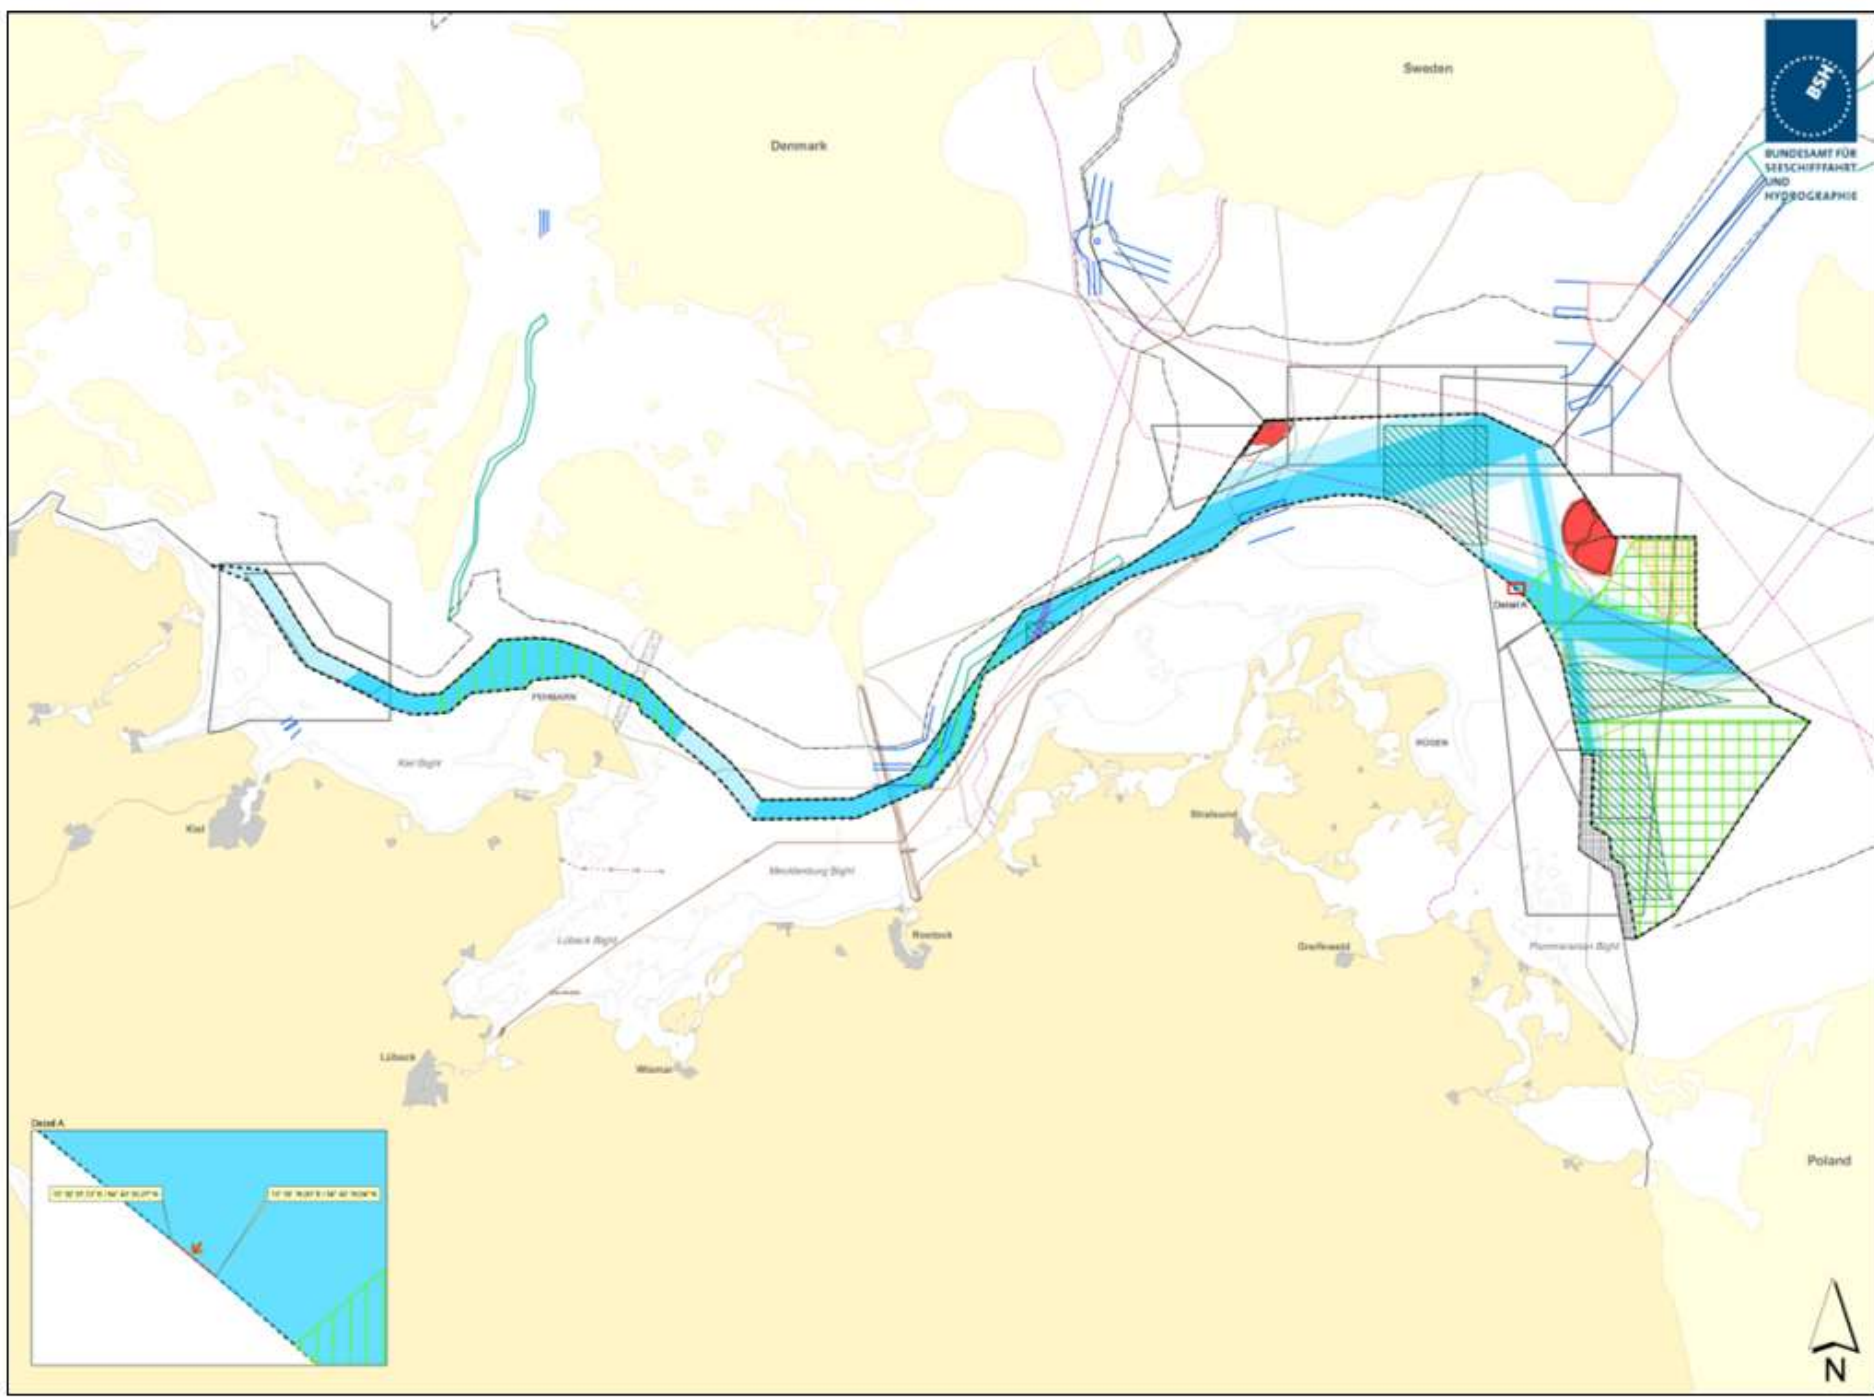 Sweden
BSH
Denmark
BUNDESAMT FÜR
SEESCHIFFFAHRT
UND
HYDROGRAPHIE
Detail A
FEHMARN
RÜGEN
Kiel Bight
Kiel
Stralsund
Mecklenburg Bight
Rostock
Lübeck Bight
Greifswald
Pommeranian Bight
Lübeck
Wismar
Detail A
Poland
N